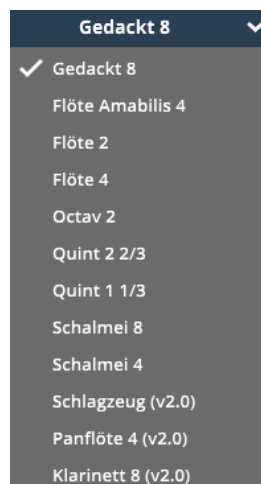 Gedackt 8
Gedackt 8
Flöte Amabilis 4
Flöte 2
Flöte 4
Octav 2
Quint 2 2/3
Quint 1 1/3
Schalmei 8
Schalmei 4
Schlagzeug (v2.0)
Panflöte 4 (v2.0)
Klarinett 8 (v2.0)